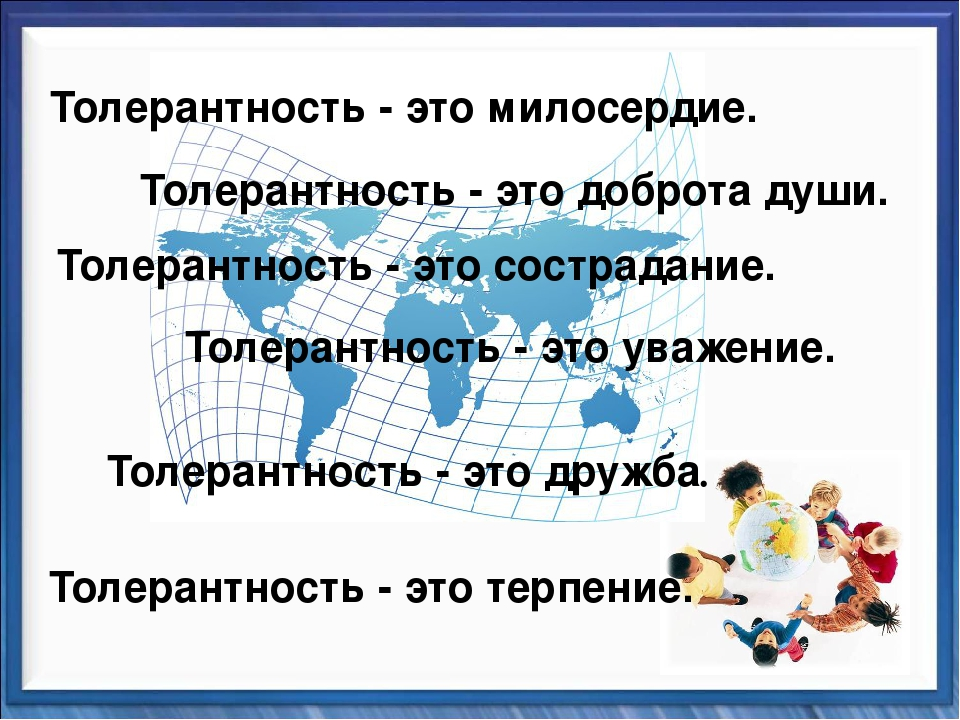 Толерантность - это милосердие.
Толерантность - это доброта души.
Толерантность - это сострадание.
Толерантность - это уважение.
Толерантность - это дружба.
Толерантность - это терпение.